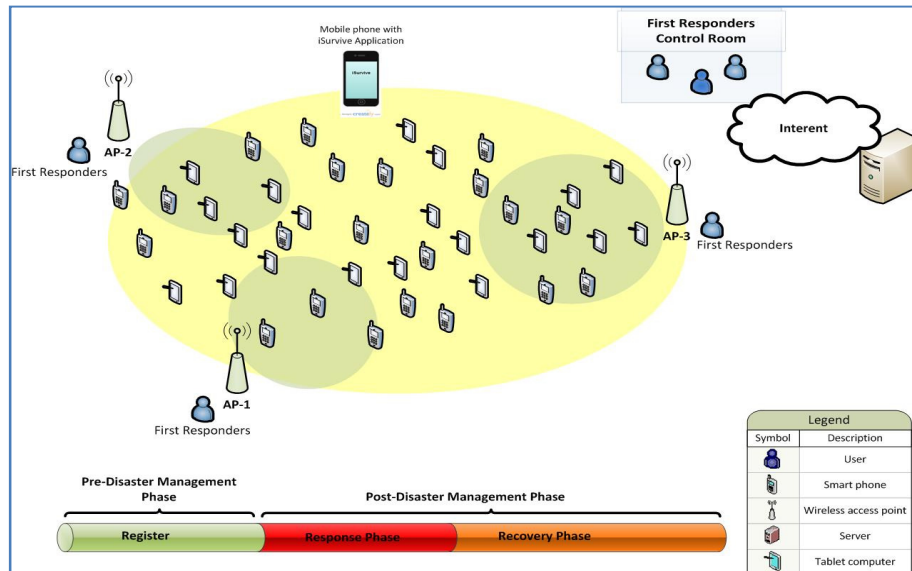 Mobile phone with
iSurvive Application
iSurvive
First Responders
Control Room
Interent
AP-2
First Responders
AP-3
First Responders
AP-1
First Responders
Pre-Disaster Management
Phase
Post-Disaster Management Phase
Register
Response Phase
Recovery Phase
Legend
Symbol
Description
User
Smart phone
Wireless access point
Server
Tablet computer